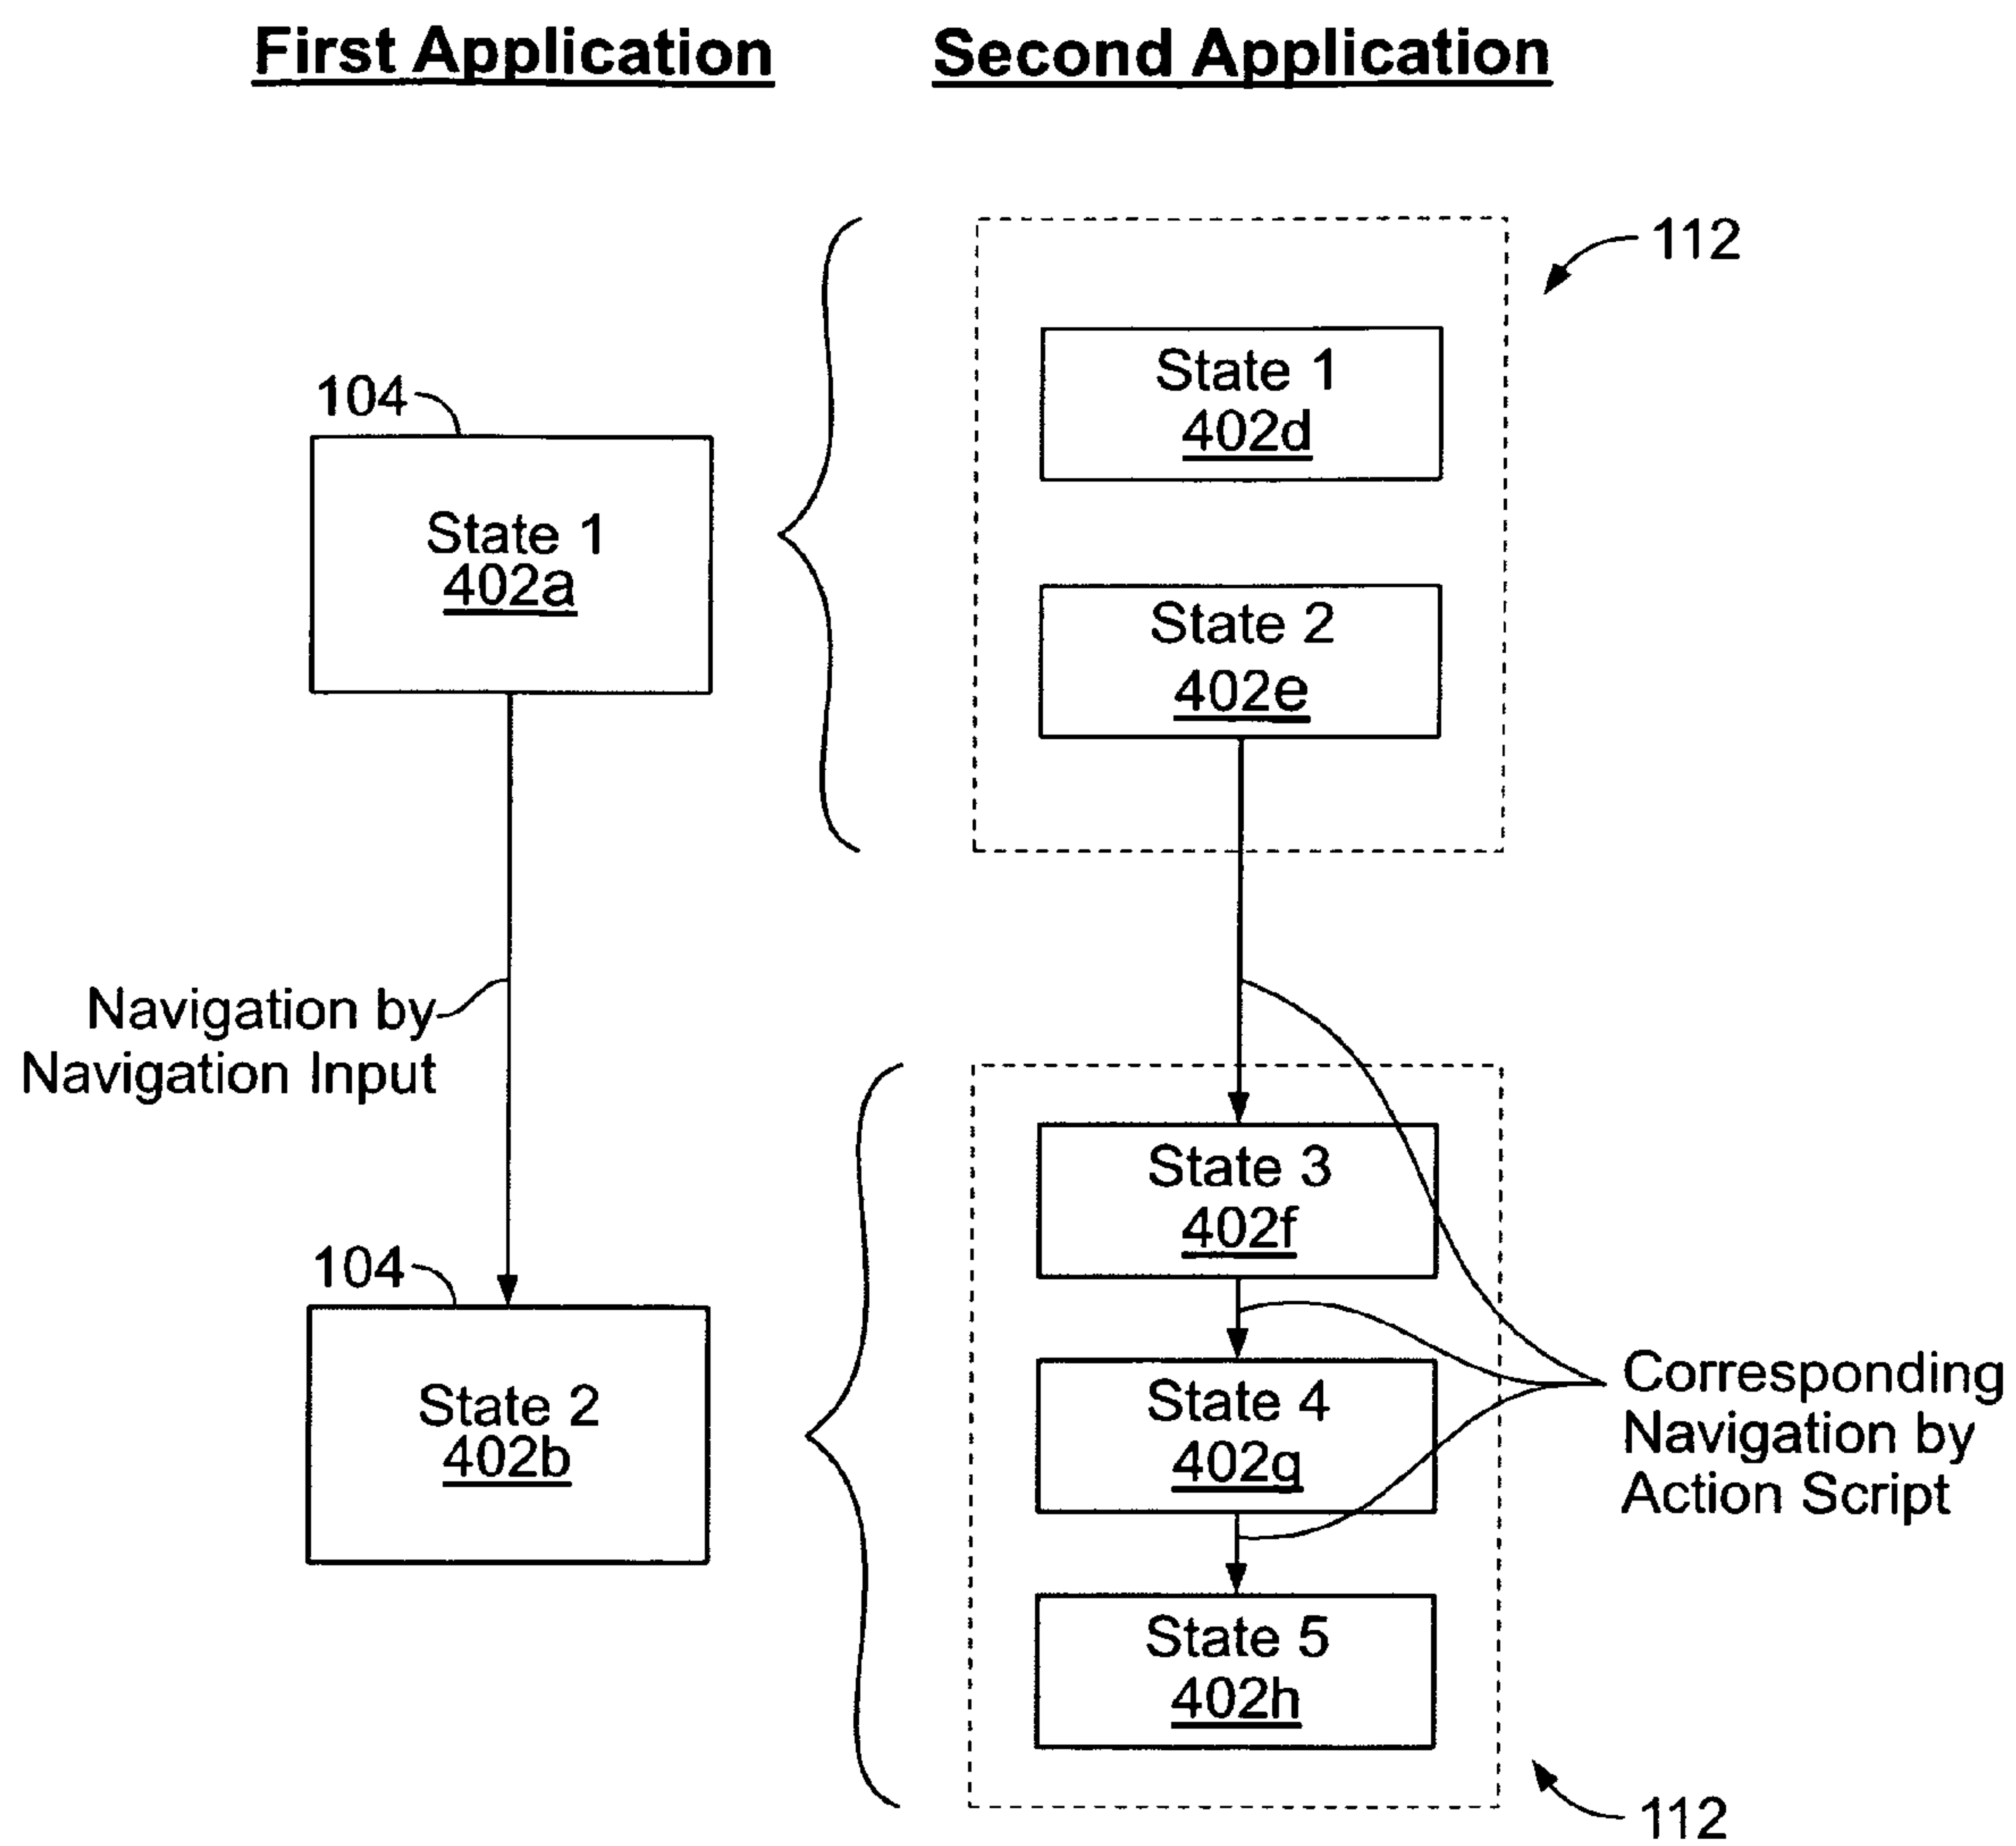 First Application
Second Application
112
104
State 1
402a
State 1
402d
State 2
402e
Navigation by
Navigation Input
104
State 2
402b
State 3
402f
State 4
402g
State 5
402h
Corresponding
Navigation by
Action Script
112